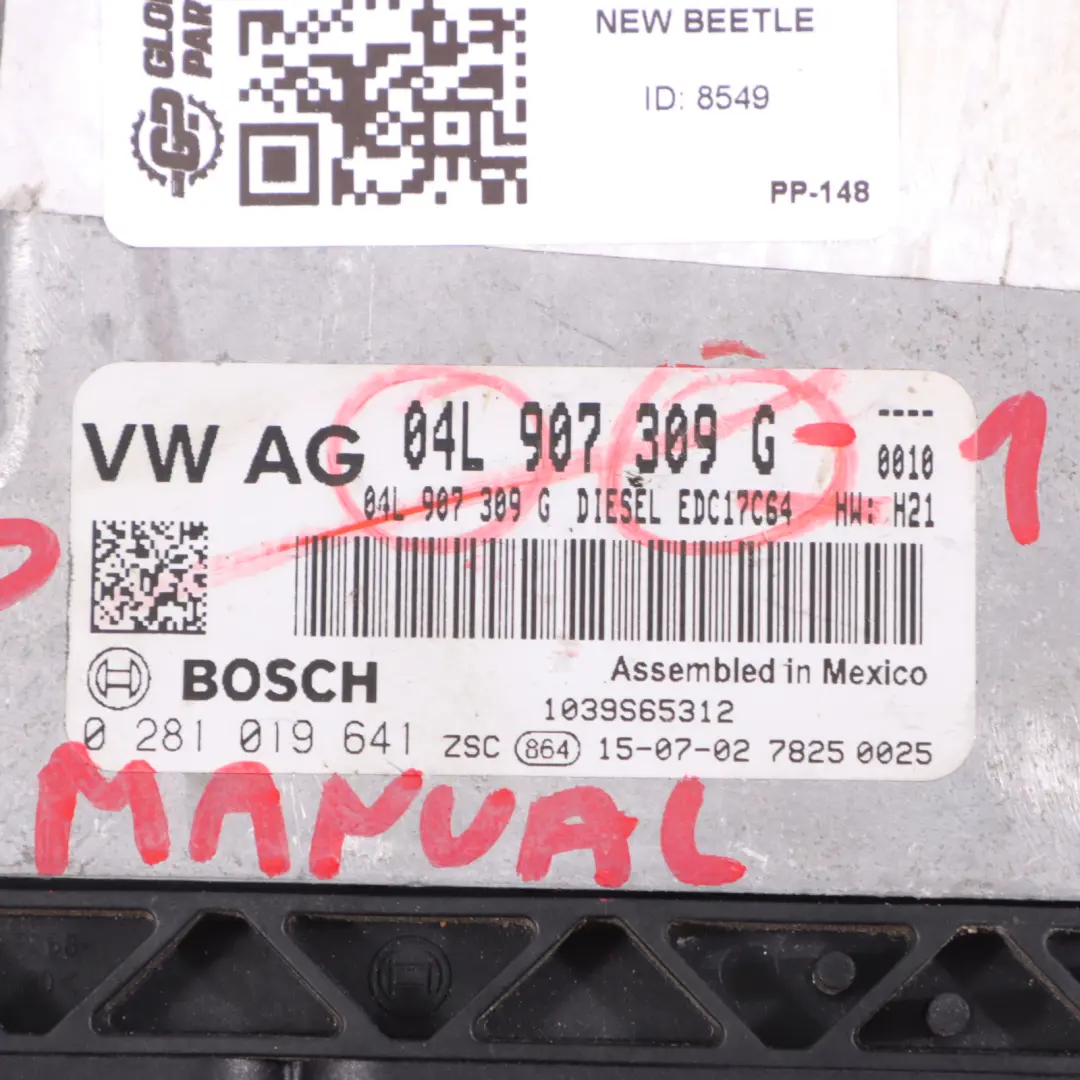 NEW BEETLE
ID: 8549
PP-148
VW AG 04L 907 309 G
----
0010
04L 907 309 G DIESEL EDC17C64 HW: H21
1
BOSCH
Assembled in Mexico
1039S65312
0 281 019 641 ZSC 864 15-07-02 7825 0025
MANUAL